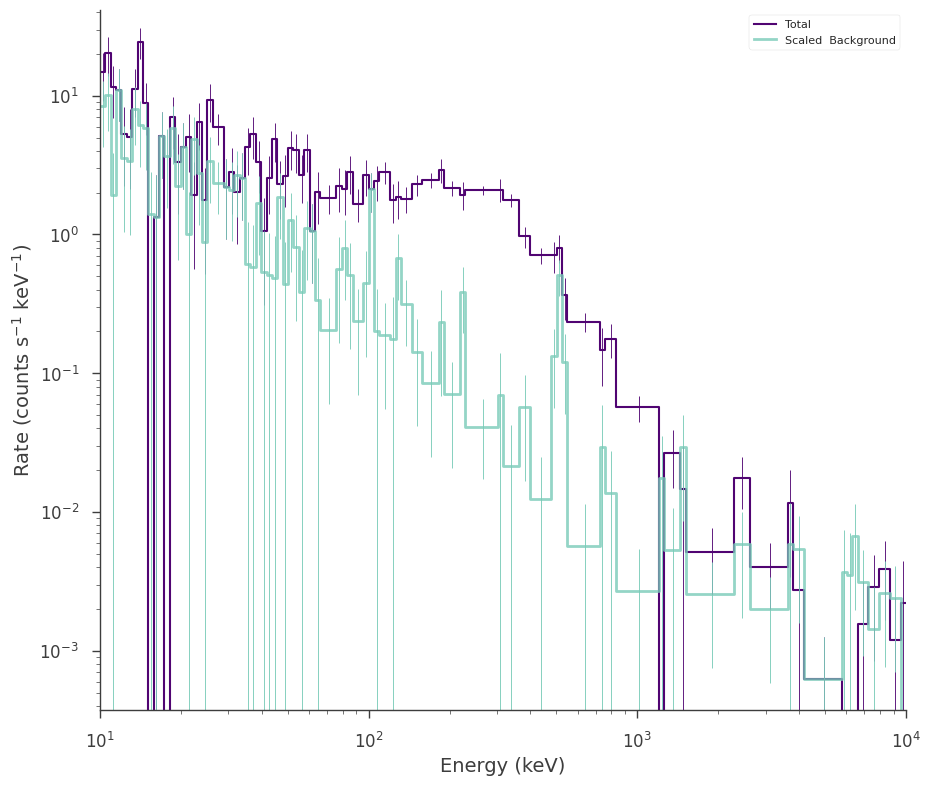 Total
Scaled  Background
10¹
10⁰
10⁻¹
10⁻²
10⁻³
Rate (counts s⁻¹ keV⁻¹)
10¹
10²
10³
10⁴
Energy (keV)